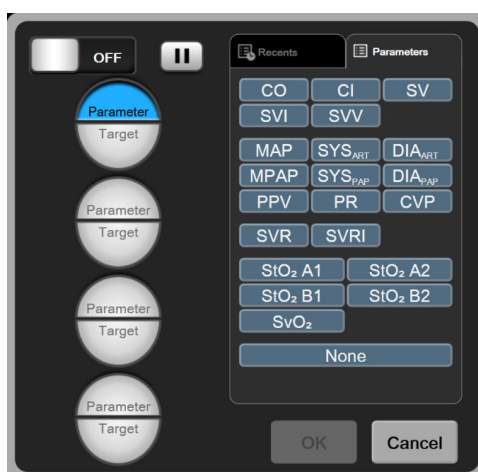 OFF
Recents
Parameters
Parameter
Target
Parameter
Target
Parameter
Target
Parameter
Target
CO CI SV
SVI SVV
MAP SYSART DIAART
MPAP SYSPAP DIAPAP
PPV PR CVP
SVR SVRI
StO₂ A1 StO₂ A2
StO₂ B1 StO₂ B2
SvO₂
None
OK Cancel